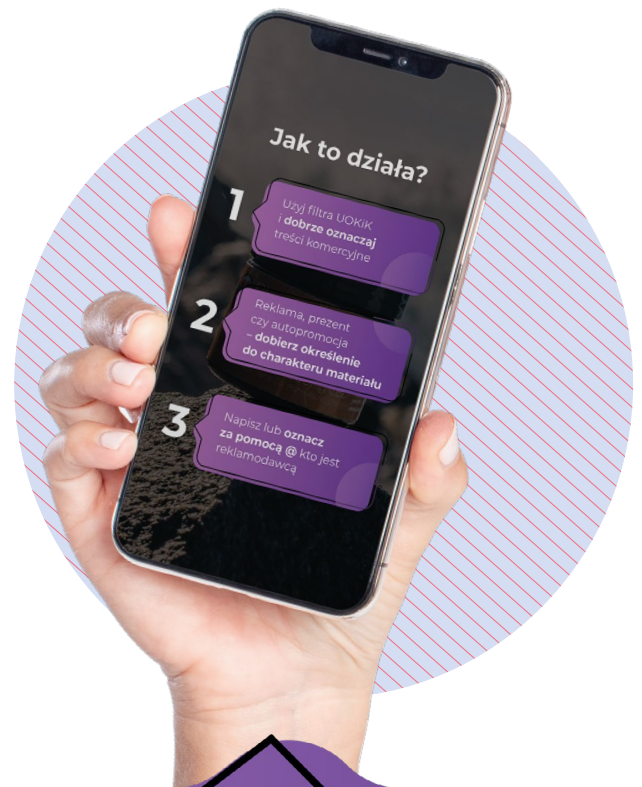 Jak to działa?
1
Użyj filtra UOKiK
i dobrze oznaczaj
treści komercyjne
2
Reklama, prezent
czy autopromocja
– dobierz określenie
do charakteru materiału
3
Napisz lub oznacz
za pomocą @ kto jest
reklamodawcą